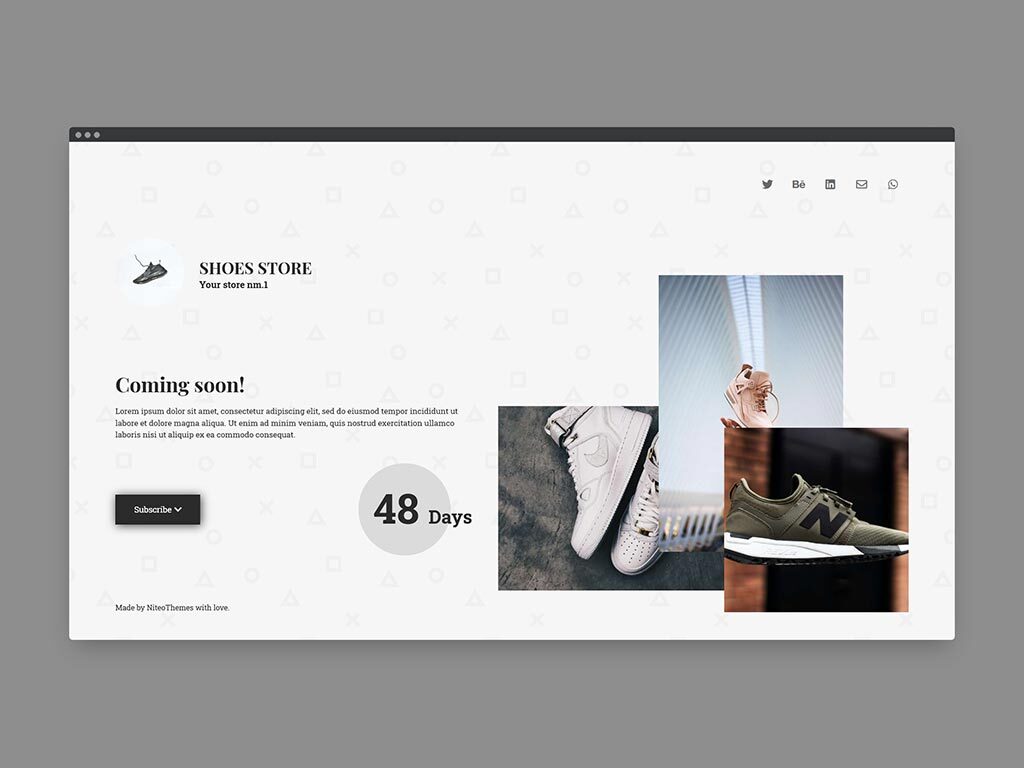 Bē
SHOES STORE
Your store nm.1
Coming soon!
Lorem ipsum dolor sit amet, consectetur adipiscing elit, sed do eiusmod tempor incididunt ut
labore et dolore magna aliqua. Ut enim ad minim veniam, quis nostrud exercitation ullamco
laboris nisi ut aliquip ex ea commodo consequat.
Subscribe
48 Days
N
Made by NiteoThemes with love.